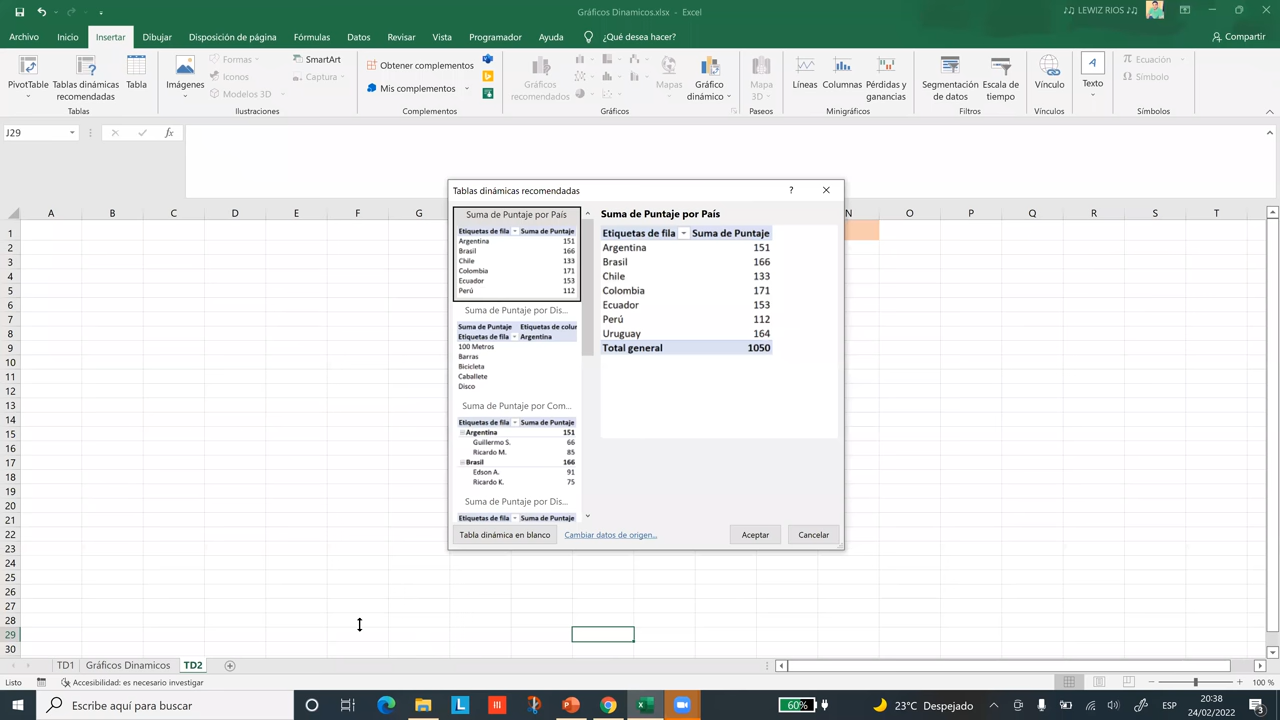 Gráficos Dinamicos.xlsx - Excel
♫ LEWIZ RIOS ♫
Archivo Inicio Insertar Dibujar Disposición de página Fórmulas Datos Revisar Vista Programador Ayuda ¿Qué desea hacer? Compartir
PivotTable
Tablas dinámicas recomendadas
Tabla
Tablas
Imágenes
Formas
Iconos
Modelos 3D
SmartArt
Captura
Ilustraciones
Obtener complementos
Mis complementos
Complementos
Gráficos recomendados
Mapas
Gráfico dinámico
Gráficos
Mapa 3D
Paseos
Líneas
Columnas
Pérdidas y ganancias
Minigráficos
Segmentación de datos
Escala de tiempo
Filtros
Vínculo
Vínculos
Texto
Ecuación
Símbolo
Símbolos
J29 fx
A B C D E F G N O P Q R S T
1
2
3
4
5
6
7
8
9
10
11
12
13
14
15
16
17
18
19
20
21
22
23
24
25
26
27
28
29
30
Tablas dinámicas recomendadas ?
Suma de Puntaje por País
Etiquetas de fila Suma de Puntaje
Argentina 151
Brasil 166
Chile 133
Colombia 171
Ecuador 153
Perú 112
Suma de Puntaje por Dis...
Suma de Puntaje Etiquetas de colur
Etiquetas de fila Argentina
100 Metros
Barras
Bicicleta
Caballete
Disco
Suma de Puntaje por Com...
Etiquetas de fila Suma de Puntaje
Argentina 151
Guillermo S. 66
Ricardo M. 85
Brasil 166
Edson A. 91
Ricardo K. 75
Suma de Puntaje por Dis...
Etiquetas de fila Suma de Puntaje
Suma de Puntaje por País
Etiquetas de fila Suma de Puntaje
Argentina 151
Brasil 166
Chile 133
Colombia 171
Ecuador 153
Perú 112
Uruguay 164
Total general 1050
Tabla dinámica en blanco Cambiar datos de origen... Aceptar Cancelar
TD1 Gráficos Dinamicos TD2
Listo Accesibilidad: es necesario investigar 100 %
Escribe aquí para buscar
60%
23°C Despejado
ESP
20:38
24/02/2022
3